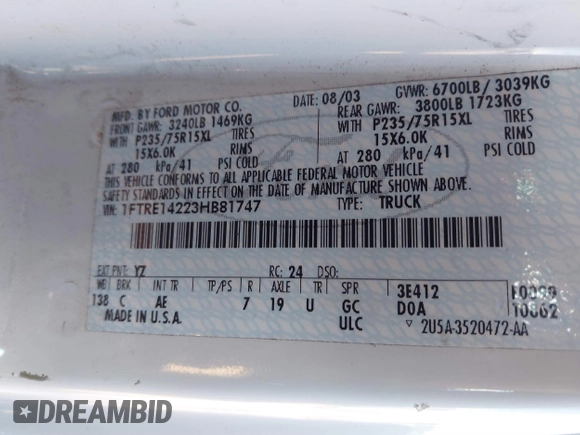 MFD. BY FORD MOTOR CO.
DATE: 08/03 GVWR: 6700LB/ 3039KG
FRONT GAWR: 3240LB 1469KG
REAR GAWR: 3800LB 1723KG
WITH P235/75R15XL TIRES WITH P235/75R15XL TIRES
15X6.0K RIMS 15X6.0K RIMS
AT 280 kPa/41 PSI COLD AT 280 kPa/41 PSI COLD
THIS VEHICLE CONFORMS TO ALL APPLICABLE FEDERAL MOTOR VEHICLE
SAFETY STANDARDS IN EFFECT ON THE DATE OF MANUFACTURE SHOWN ABOVE.
VIN: 1FTRE14223HB81747 TYPE: TRUCK
EXT PNT: YZ RC: 24 DSO:
WB BRK INT TR TP/PS R AXLE TR SPR
138 C AE 7 19 U GC 3E412
MADE IN U.S.A. ULC D0A
▽ 2U5A-3520472-AA
DREAMBID